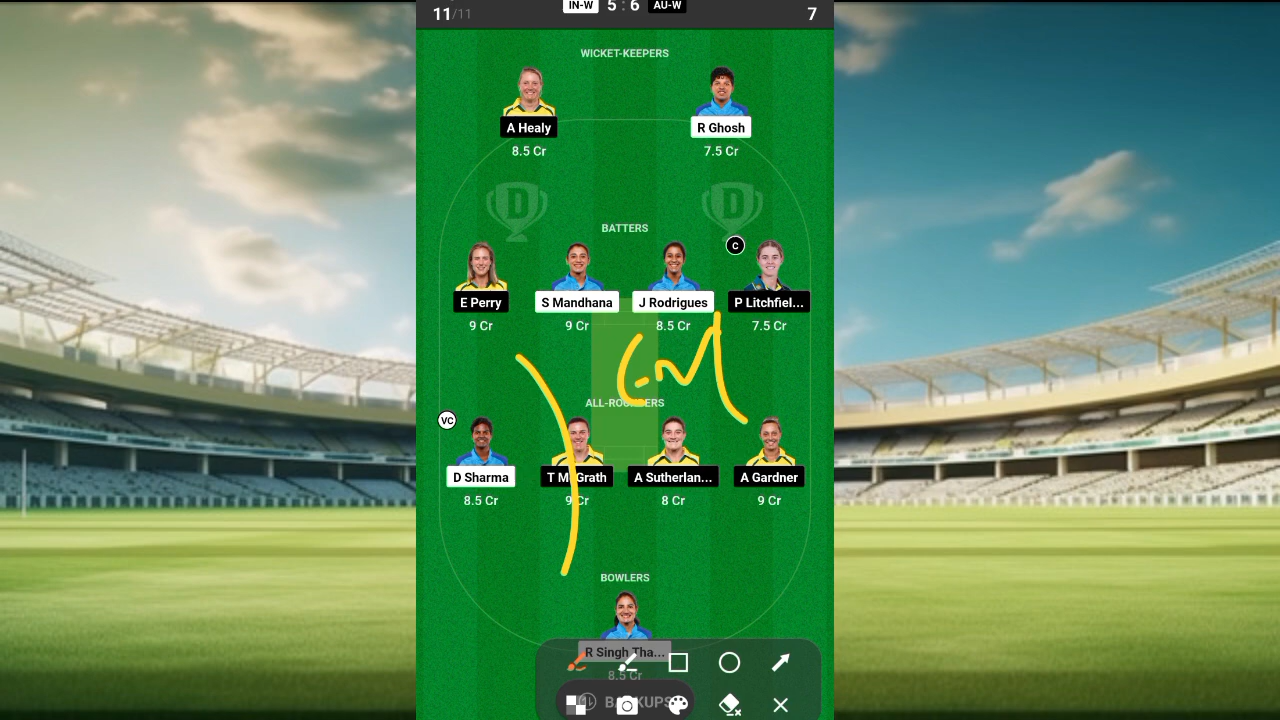 IN-W 5 : 6 AU-W
11/11 7
WICKET-KEEPERS
A Healy R Ghosh
8.5 Cr 7.5 Cr
D D
BATTERS
C
E Perry S Mandhana J Rodrigues P Litchfiel...
9 Cr 9 Cr 8.5 Cr 7.5 Cr
ALL-ROUNDERS
VC
D Sharma T McGrath A Sutherlan... A Gardner
8.5 Cr 9 Cr 8 Cr 9 Cr
BOWLERS
R Singh Tha...
8.5 Cr
BACKUPS